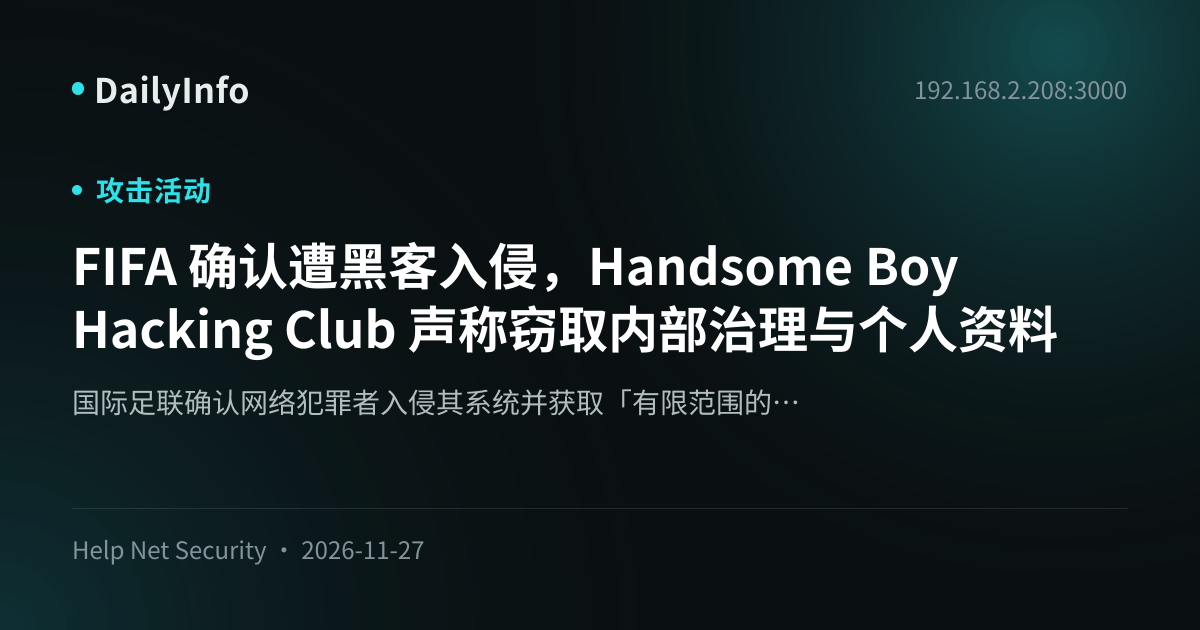 DailyInfo
192.168.2.208:3000
攻击活动
FIFA 确认遭黑客入侵，Handsome Boy
Hacking Club 声称窃取内部治理与个人资料
国际足联确认网络犯罪者入侵其系统并获取「有限范围的…
Help Net Security · 2026-11-27